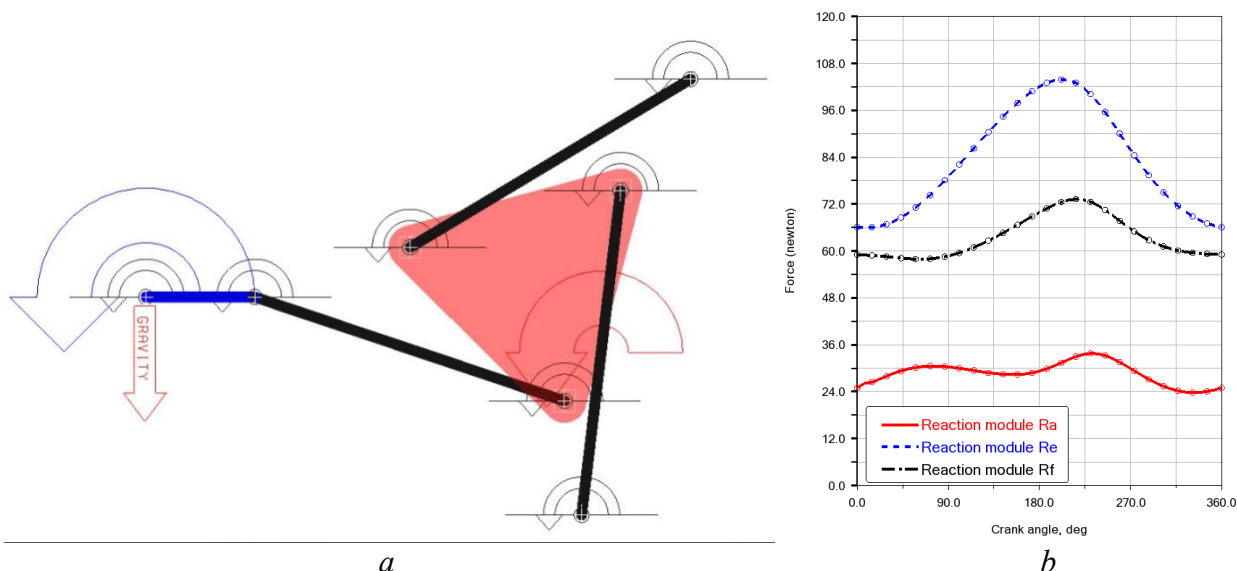 GRAVITY
a
120.0
108.0
96.0
84.0
72.0
60.0
48.0
36.0
24.0
12.0
0.0
Force (newton)
Reaction module Ra
Reaction module Re
Reaction module Rf
0.0 90.0 180.0 270.0 360.0
Crank angle, deg
b